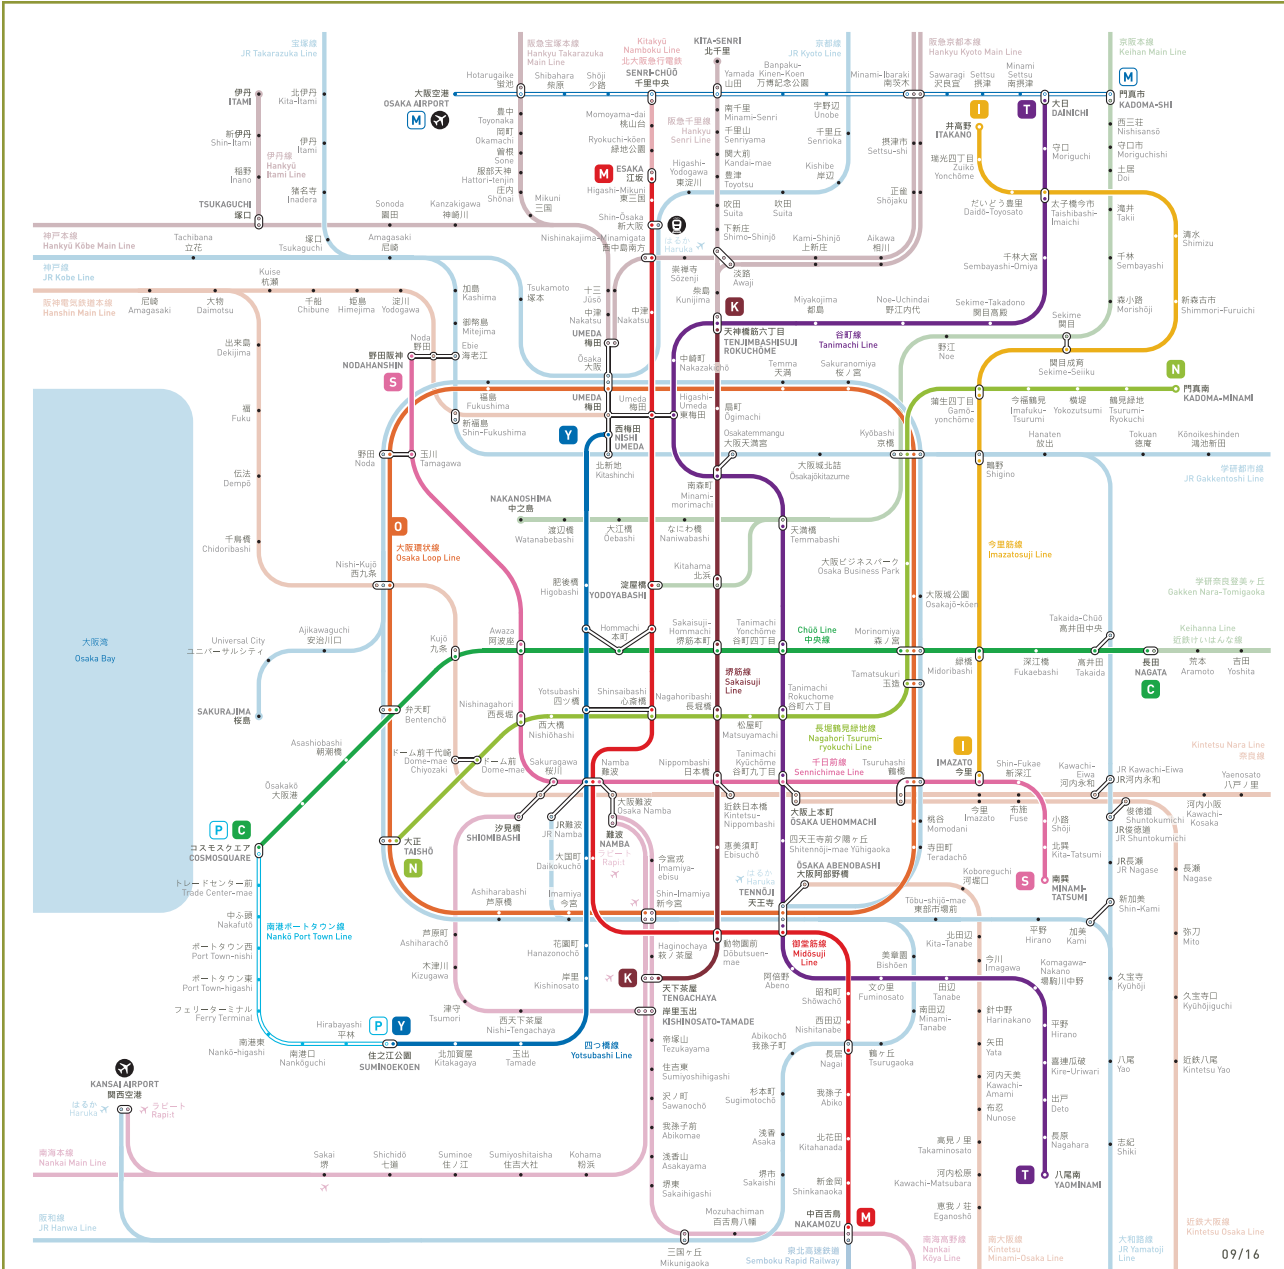 宝塚線
JR Takarazuka Line
阪急宝塚本線
Hankyu Takarazuka
Main Line
Kitakyū
Namboku Line
北大阪急行電鉄
SENRI-CHŪŌ
千里中央
KITA-SENRI
北千里
京都線
JR Kyoto Line
阪急京都本線
Hankyu Kyoto Main Line
京阪本線
Keihan Main Line
伊丹
ITAMI
北伊丹
Kita-Itami
新伊丹
Shin-Itami
伊丹
Itami
稲野
Inano
伊丹線
Hankyū
Itami Line
猪名寺
Inadera
TSUKAGUCHI
塚口
塚口
Tsukaguchi
大阪空港
OSAKA AIRPORT
M
Hotarugaike
蛍池
Shibahara
柴原
Shōji
少路
Yamada
山田
Banpaku-
Kinen-Koen
万博記念公園
Minami-Ibaraki
南茨木
Sawaragi
沢良宜
Settsu
摂津
Minami
Settsu
南摂津
M
門真市
KADOMA-SHI
豊中
Toyonaka
岡町
Okamachi
曽根
Sone
服部天神
Hattori-tenjin
庄内
Shōnai
Mikuni
三国
Momoyama-dai
桃山台
Ryokuchi-kōen
緑地公園
M
ESAKA
江坂
Higashi-Mikuni
東三国
Shin-Ōsaka
新大阪
はるか
Haruka
Nishinakajima-Minamigata
西中島南方
南千里
Minami-Senri
千里山
Senriyama
関大前
Kandai-mae
豊津
Toyotsu
吹田
Suita
下新庄
Shimo-Shinjō
阪急千里線
Hankyu
Senri Line
Higashi-
Yodogawa
東淀川
宇野辺
Unobe
千里丘
Senrioka
Kishibe
岸辺
吹田
Suita
摂津市
Settsu-shi
正雀
Shōjaku
I
井高野
ITAKANO
瑞光四丁目
Zuikō
Yonchōme
だいどう豊里
Daidō-Toyosato
T
大日
DAINICHI
守口
Moriguchi
太子橋今市
Taishibashi-
Imaichi
千林大宮
Sembayashi-Omiya
西三荘
Nishisansō
守口市
Moriguchishi
土居
Doi
滝井
Takii
千林
Sembayashi
森小路
Morishōji
清水
Shimizu
新森古市
Shimmori-Furuichi
神戸本線
Hankyū Kōbe Main Line
神戸線
JR Kobe Line
阪神電気鉄道本線
Hanshin Main Line
Tachibana
立花
Sonoda
園田
Kanzakigawa
神崎川
Amagasaki
尼崎
尼崎
Amagasaki
大物
Daimotsu
Kuise
杭瀬
千船
Chibune
姫島
Himejima
淀川
Yodogawa
加島
Kashima
御幣島
Mitejima
Ebie
海老江
Noda
野田
野田阪神
NODAHANSHIN
S
Tsukamoto
塚本
十三
Jūsō
中津
Nakatsu
UMEDA
梅田
Ōsaka
大阪
中津
Nakatsu
崇禅寺
Sōzenji
淡路
Awaji
柴島
Kunijima
Kami-Shinjō
上新庄
Aikawa
相川
K
天神橋筋六丁目
TENJIMBASHISUJI
ROKUCHŌME
Miyakojima
都島
谷町線
Tanimachi Line
Noe-Uchindai
野江内代
Sekime-Takadono
関目高殿
野江
Noe
Sekime
関目
関目成育
Sekime-Seiiku
出来島
Dekijima
福
Fuku
伝法
Dempō
千鳥橋
Chidoribashi
Nishi-Kujō
西九条
福島
Fukushima
新福島
Shin-Fukushima
UMEDA
梅田
Umeda
梅田
Higashi-
Umeda
東梅田
中崎町
Nakazakichō
扇町
Ōgimachi
Temma
天満
Sakuranomiya
桜ノ宮
Osakatemmangu
大阪天満宮
Y
西梅田
NISHI
UMEDA
北新地
Kitashinchi
野田
Noda
玉川
Tamagawa
Kyōbashi
京橋
大阪城北詰
Ōsakajōkitazume
蒲生四丁目
Gamō-
yonchōme
今福鶴見
Imafuku-
Tsurumi
横堤
Yokozutsumi
鶴見緑地
Tsurumi-
Ryokuchi
N
門真南
KADOMA-MINAMI
鴫野
Shigino
Hanaten
放出
Tokuan
徳庵
Kōnoikeshinden
鴻池新田
学研都市線
JR Gakkentoshi Line
NAKANOSHIMA
中之島
渡辺橋
Watanabebashi
大江橋
Ōebashi
なにわ橋
Naniwabashi
南森町
Minami-
morimachi
天満橋
Temmabashi
O
大阪環状線
Osaka Loop Line
肥後橋
Higobashi
淀屋橋
YODOYABASHI
Kitahama
北浜
大阪ビジネスパーク
Osaka Business Park
大阪城公園
Osakajō-kōen
今里筋線
Imazatosuji Line
学研奈良登美ヶ丘
Gakken Nara-Tomigaoka
Keihanna Line
近鉄けいはんな線
大阪湾
Osaka Bay
Universal City
ユニバーサルシティ
Ajikawaguchi
安治川口
SAKURAJIMA
桜島
Kujō
九条
Awaza
阿波座
Hommachi
本町
Sakaisuji-
Hommachi
堺筋本町
Tanimachi
Yonchōme
谷町四丁目
Chūō Line
中央線
Morinomiya
森ノ宮
緑橋
Midoribashi
深江橋
Fukaebashi
Takaida-Chūō
高井田中央
高井田
Takaida
長田
NAGATA
C
荒本
Aramoto
吉田
Yoshita
堺筋線
Sakaisuji
Line
Tamatsukuri
玉造
弁天町
Bentenchō
Asashiobashi
朝潮橋
Osakakō
大阪港
P C
コスモスクエア
COSMOSQUARE
Nishinagahori
西長堀
西大橋
Nishiōhashi
Yotsubashi
四ツ橋
Shinsaibashi
心斎橋
Nagahoribashi
長堀橋
松屋町
Matsuyamachi
Tanimachi
Rokuchome
谷町六丁目
長堀鶴見緑地線
Nagahori Tsurumi-
ryokuchi Line
ドーム前千代崎
Dome-mae
Chiyozaki
ドーム前
Dome-mae
Sakuragawa
桜川
Namba
難波
Nippombashi
日本橋
Tanimachi
Kyūchōme
谷町九丁目
千日前線
Sennichimae Line
Tsuruhashi
鶴橋
I
IMAZATO
今里
Shin-Fukae
新深江
Kawachi-
Eiwa
河内永和
JR Kawachi-Eiwa
JR河内永和
Kintetsu Nara Line
奈良線
Yaenosato
八戸ノ里
汐見橋
SHIOMIBASHI
JR難波
JR Namba
大阪難波
Osaka Namba
難波
NAMBA
近鉄日本橋
Kintetsu-
Nippombashi
大阪上本町
ŌSAKA UEHOMMACHI
今里
Imazato
布施
Fuse
小路
Shōji
俊徳道
Shuntokumichi
JR俊徳道
JR Shuntokumichi
河内小阪
Kawachi-
Kosaka
大正
TAISHŌ
N
大国町
Daikokuchō
ラピート
Rapi:t
今宮戎
Imamiya-
ebisu
恵美須町
Ebisuchō
四天王寺前夕陽ヶ丘
Shitennōji-mae Yūhigaoka
桃谷
Momodani
寺田町
Teradachō
北巽
Kita-Tatsumi
S
南巽
MINAMI-
TATSUMI
JR長瀬
JR Nagase
長瀬
Nagase
トレードセンター前
Trade Center-mae
中ふ頭
Nakafutō
ポートタウン西
Port Town-nishi
ポートタウン東
Port Town-higashi
フェリーターミナル
Ferry Terminal
南港東
Nankō-higashi
南港口
Nankōguchi
Hirabayashi
平林
南港ポートタウン線
Nankō Port Town Line
P Y
住之江公園
SUMINOEKOEN
Ashiharabashi
芦原橋
Imamiya
今宮
Shin-Imamiya
新今宮
はるか
Haruka
TENNŌJI
天王寺
ŌSAKA ABENOBASHI
大阪阿部野橋
Koboreguchi
河堀口
Tōbu-shijō-mae
東部市場前
新加美
Shin-Kami
平野
Hirano
加美
Kami
芦原町
Ashiharachō
木津川
Kizugawa
津守
Tsumori
花園町
Hanazonochō
岸里
Kishinosato
Haginochaya
萩ノ茶屋
K
天下茶屋
TENGACHAYA
動物園前
Dōbutsuen-
mae
御堂筋線
Midōsuji
Line
阿倍野
Abeno
美章園
Bishōen
北田辺
Kita-Tanabe
今川
Imagawa
Komagawa-
Nakano
場駒川中野
弥刀
Mito
西天下茶屋
Nishi-Tengachaya
岸里玉出
KISHINOSATO-TAMADE
昭和町
Shōwachō
文の里
Fuminosato
田辺
Tanabe
針中野
Harinakano
平野
Hirano
久宝寺
Kyūhōji
久宝寺口
Kyūhōjiguchi
西田辺
Nishitanabe
南田辺
Minami-
Tanabe
北加賀屋
Kitakagaya
玉出
Tamade
四つ橋線
Yotsubashi Line
帝塚山
Tezukayama
住吉東
Sumiyoshihigashi
沢ノ町
Sawanochō
我孫子前
Abikomae
浅香山
Asakayama
堺東
Sakaihigashi
Abikochō
我孫子町
長居
Nagai
鶴ヶ丘
Tsurugaoka
矢田
Yata
喜連瓜破
Kire-Uriwari
八尾
Yao
近鉄八尾
Kintetsu Yao
KANSAI AIRPORT
関西空港
はるか
Haruka
ラピート
Rapi:t
杉本町
Sugimotochō
我孫子
Abiko
河内天美
Kawachi-
Amami
布忍
Nunose
出戸
Deto
浅香
Asaka
北花田
Kitahanada
高見ノ里
Takaminosato
長原
Nagahara
志紀
Shiki
南海本線
Nankai Main Line
Sakai
堺
Shichidō
七道
Suminoe
住ノ江
Sumiyoshitaisha
住吉大社
Kohama
粉浜
堺市
Sakaishi
新金岡
Shinkanaoka
河内松原
Kawachi-Matsubara
T
八尾南
YAOMINAMI
阪和線
JR Hanwa Line
Mozuhachiman
百舌鳥八幡
三国ヶ丘
Mikunigaoka
中百舌鳥
NAKAMOZU
M
恵我ノ荘
Eganoshō
泉北高速鉄道
Semboku Rapid Railway
南海高野線
Nankai
Kōya Line
南大阪線
Kintetsu
Minami-Osaka Line
大和路線
JR Yamatoji
Line
近鉄大阪線
Kintetsu Osaka Line
09/16